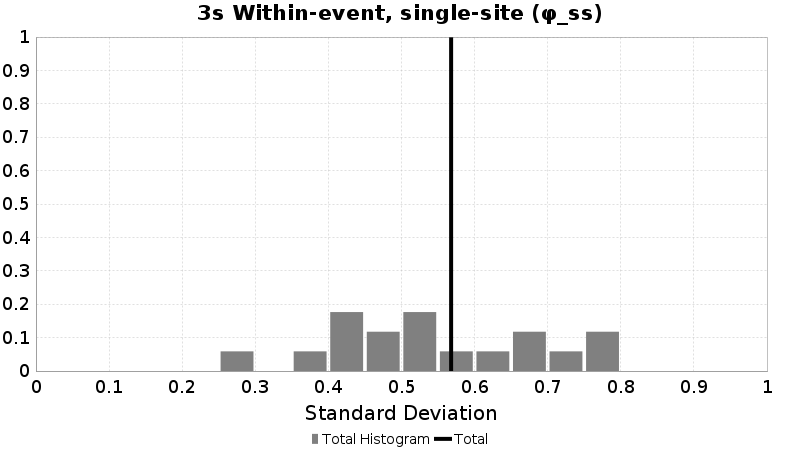 3s Within-event, single-site (φ_ss)
1
0.9
0.8
0.7
0.6
0.5
0.4
0.3
0.2
0.1
0
0 0.1 0.2 0.3 0.4 0.5 0.6 0.7 0.8 0.9 1
Standard Deviation
Total Histogram Total